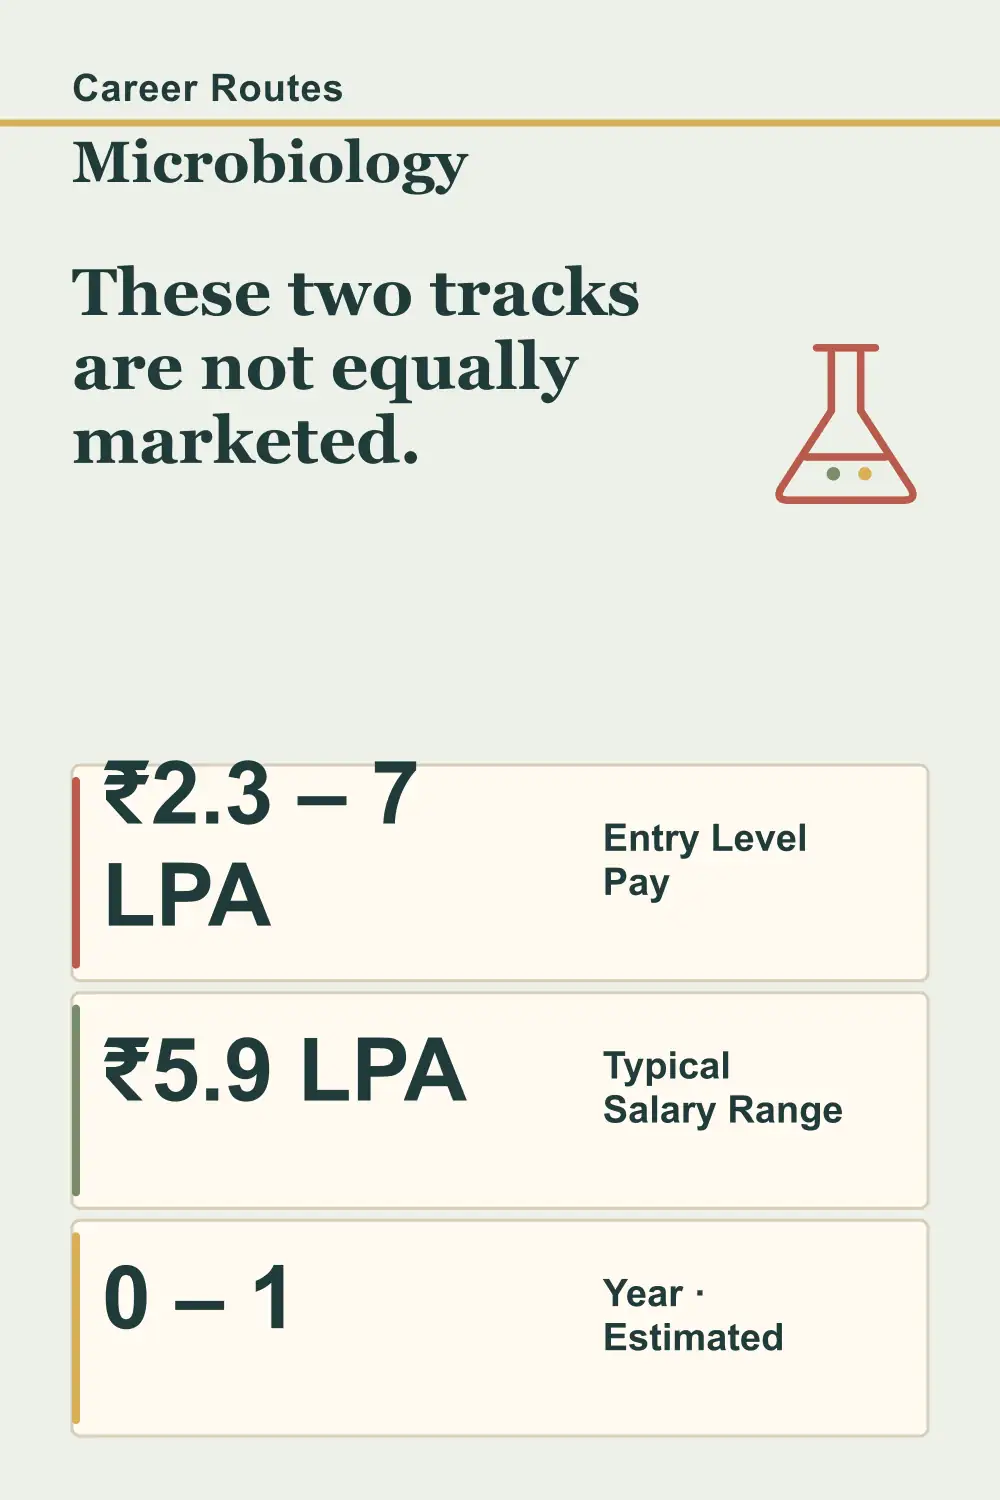 Career Routes
Microbiology
These two tracks
are not equally
marketed.
₹2.3 – 7
LPA
Entry Level
Pay
₹5.9 LPA
Typical
Salary Range
0 – 1
Year ·
Estimated